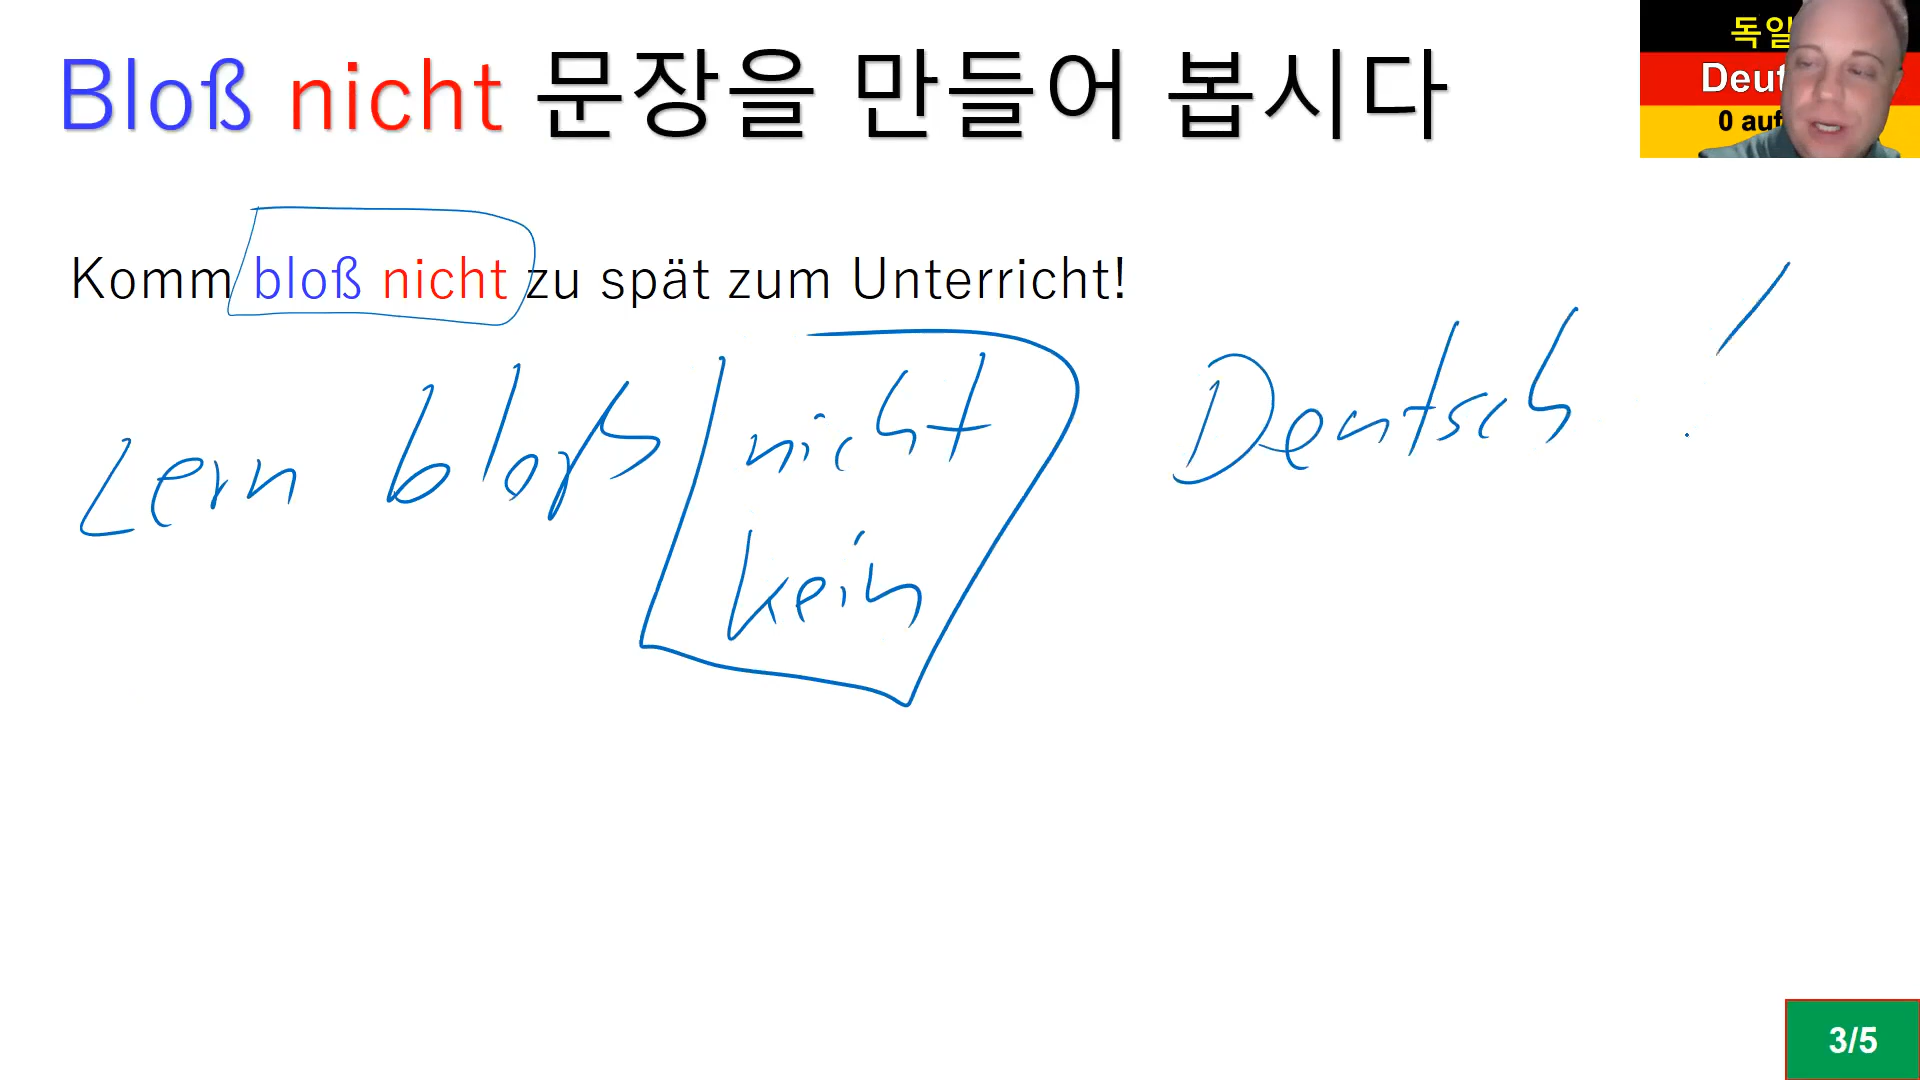 Bloß nicht 문장을 만들어 봅시다
독일
Deut
0 auf
Komm bloß nicht zu spät zum Unterricht!
Lern bloß nicht Deutsch!
kein
3/5